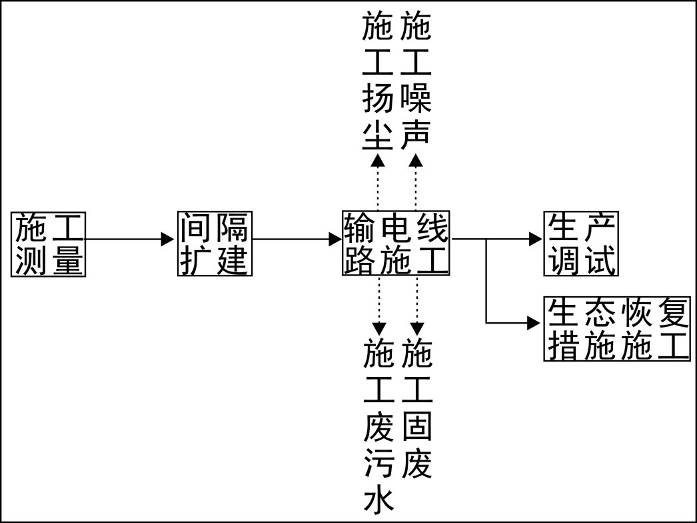 施工扬尘
施工噪声
施工
测量
间隔
扩建
输电线
路施工
生产
调试
生态恢复
措施施工
施工废污水
施工固废